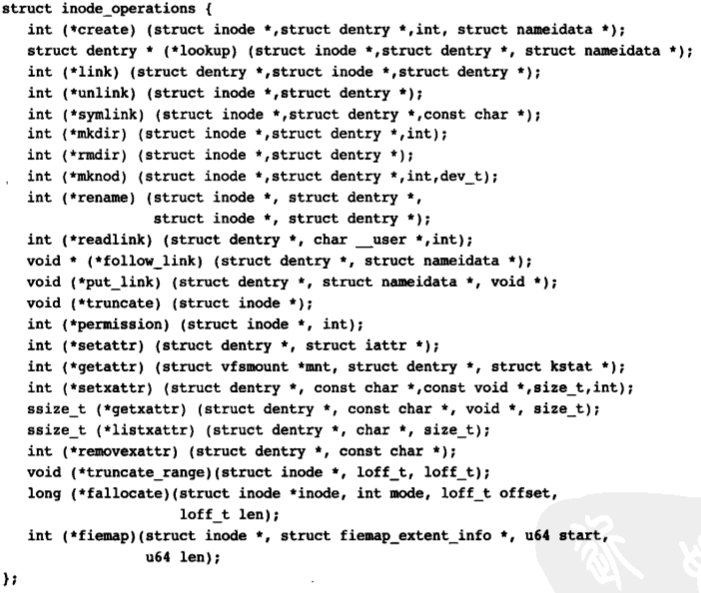 struct inode_operations {
int (*create) (struct inode *,struct dentry *,int, struct nameidata *);
struct dentry * (*lookup) (struct inode *,struct dentry *, struct nameidata *);
int (*link) (struct dentry *,struct inode *,struct dentry *);
int (*unlink) (struct inode *,struct dentry *);
int (*symlink) (struct inode *,struct dentry *,const char *);
int (*mkdir) (struct inode *,struct dentry *,int);
int (*rmdir) (struct inode *,struct dentry *);
int (*mknod) (struct inode *,struct dentry *,int,dev_t);
int (*rename) (struct inode *, struct dentry *,
struct inode *, struct dentry *);
int (*readlink) (struct dentry *, char __user *,int);
void * (*follow_link) (struct dentry *, struct nameidata *);
void (*put_link) (struct dentry *, struct nameidata *, void *);
void (*truncate) (struct inode *);
int (*permission) (struct inode *, int);
int (*setattr) (struct dentry *, struct iattr *);
int (*getattr) (struct vfsmount *mnt, struct dentry *, struct kstat *);
int (*setxattr) (struct dentry *, const char *,const void *,size_t,int);
ssize_t (*getxattr) (struct dentry *, const char *, void *, size_t);
ssize_t (*listxattr) (struct dentry *, char *, size_t);
int (*removexattr) (struct dentry *, const char *);
void (*truncate_range)(struct inode *, loff_t, loff_t);
long (*fallocate)(struct inode *inode, int mode, loff_t offset,
loff_t len);
int (*fiemap)(struct inode *, struct fiemap_extent_info *, u64 start,
u64 len);
};